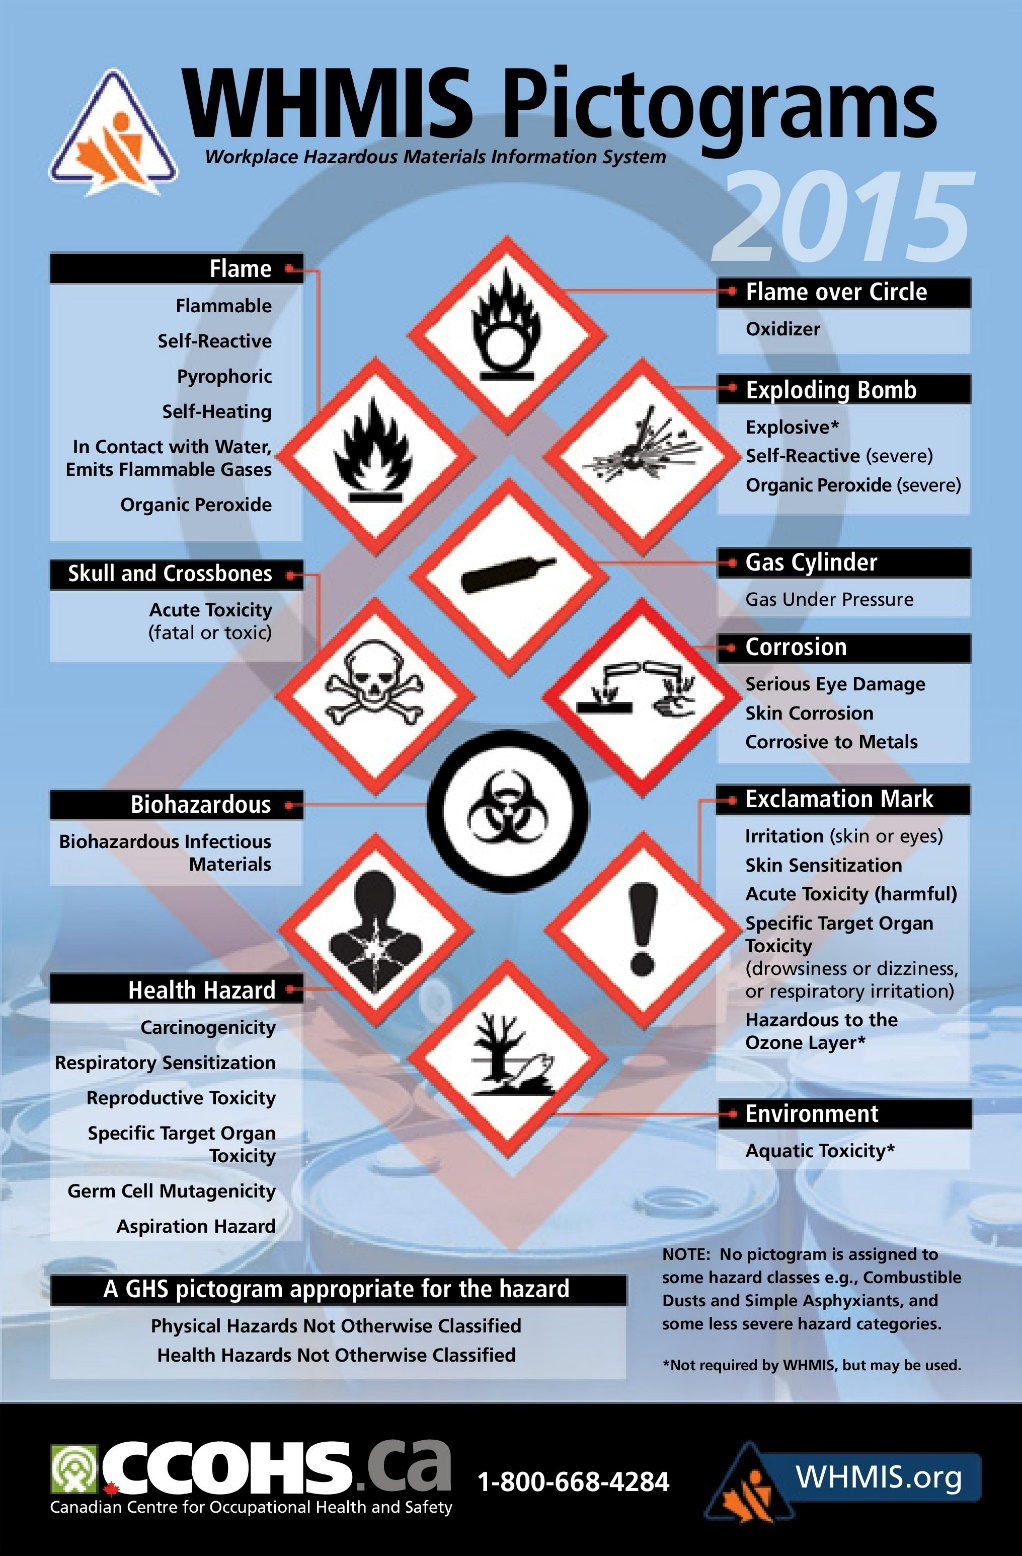 WHMIS Pictograms
Workplace Hazardous Materials Information System
2015
Flame
Flammable
Self-Reactive
Pyrophoric
Self-Heating
In Contact with Water,
Emits Flammable Gases
Organic Peroxide
Skull and Crossbones
Acute Toxicity
(fatal or toxic)
Biohazardous
Biohazardous Infectious
Materials
Health Hazard
Carcinogenicity
Respiratory Sensitization
Reproductive Toxicity
Specific Target Organ
Toxicity
Germ Cell Mutagenicity
Aspiration Hazard
Flame over Circle
Oxidizer
Exploding Bomb
Explosive*
Self-Reactive (severe)
Organic Peroxide (severe)
Gas Cylinder
Gas Under Pressure
Corrosion
Serious Eye Damage
Skin Corrosion
Corrosive to Metals
Exclamation Mark
Irritation (skin or eyes)
Skin Sensitization
Acute Toxicity (harmful)
Specific Target Organ
Toxicity
(drowsiness or dizziness,
or respiratory irritation)
Hazardous to the
Ozone Layer*
Environment
Aquatic Toxicity*
A GHS pictogram appropriate for the hazard
Physical Hazards Not Otherwise Classified
Health Hazards Not Otherwise Classified
NOTE: No pictogram is assigned to
some hazard classes e.g., Combustible
Dusts and Simple Asphyxiants, and
some less severe hazard categories.
*Not required by WHMIS, but may be used.
CCOHS.ca
Canadian Centre for Occupational Health and Safety
1-800-668-4284
WHMIS.org